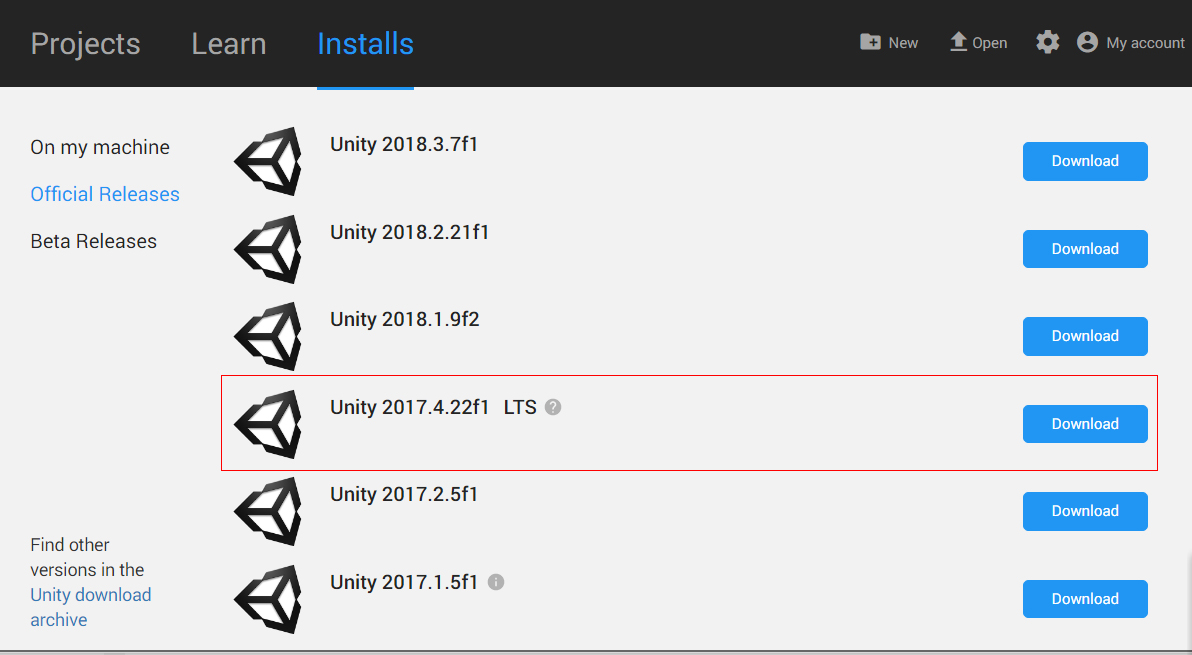 Projects Learn Installs New Open My account
On my machine
Official Releases
Beta Releases
Find other
versions in the
Unity download
archive
Unity 2018.3.7f1 Download
Unity 2018.2.21f1 Download
Unity 2018.1.9f2 Download
Unity 2017.4.22f1 LTS ? Download
Unity 2017.2.5f1 Download
Unity 2017.1.5f1 i Download